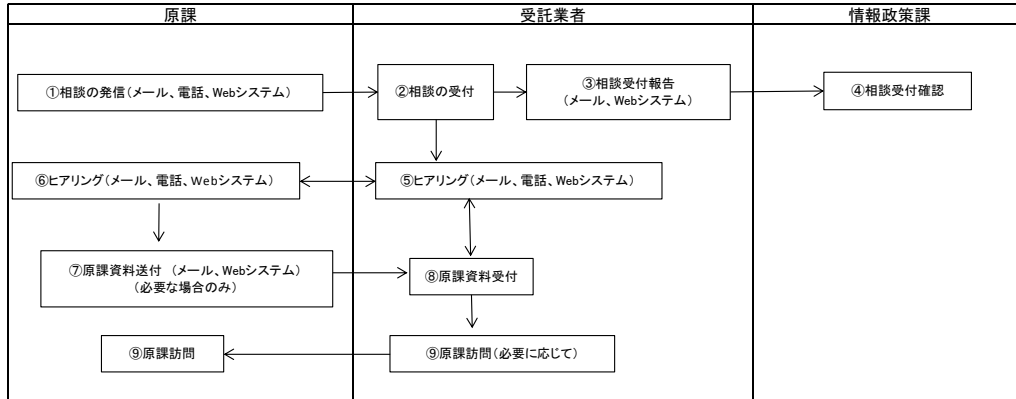 原課
受託業者
情報政策課
①相談の発信（メール、電話、Webシステム）
②相談の受付
③相談受付報告
（メール、Webシステム）
④相談受付確認
⑥ヒアリング（メール、電話、Ｗebシステム）
⑤ヒアリング（メール、電話、Webシステム）
⑦原課資料送付　（メール、Webシステム）
（必要な場合のみ）
⑧原課資料受付
⑨原課訪問
⑨原課訪問（必要に応じて）